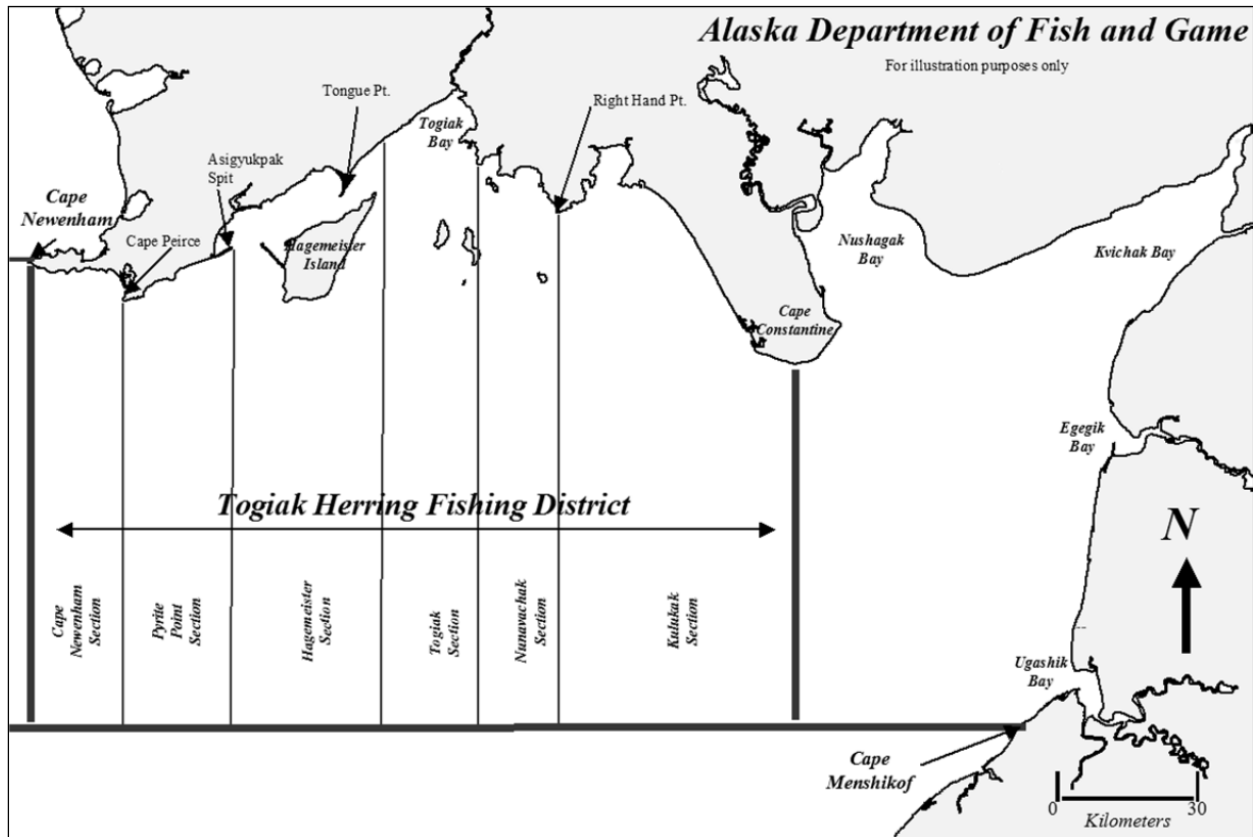 Alaska Department of Fish and Game
For illustration purposes only
Tongue Pt.
Right Hand Pt.
Togiak
Bay
Asigyukpak
Spit
Cape
Newenham
Cape Peirce
Hagemeister
Island
Nushagak
Bay
Kvichak Bay
Cape
Constantine
Egegik
Bay
Togiak Herring Fishing District
N
Cape
Newenham
Section
Pyrite
Point
Section
Hagemeister
Section
Togiak
Section
Nunavachak
Section
Kulukak
Section
Ugashik
Bay
Cape
Menshikof
0
30
Kilometers